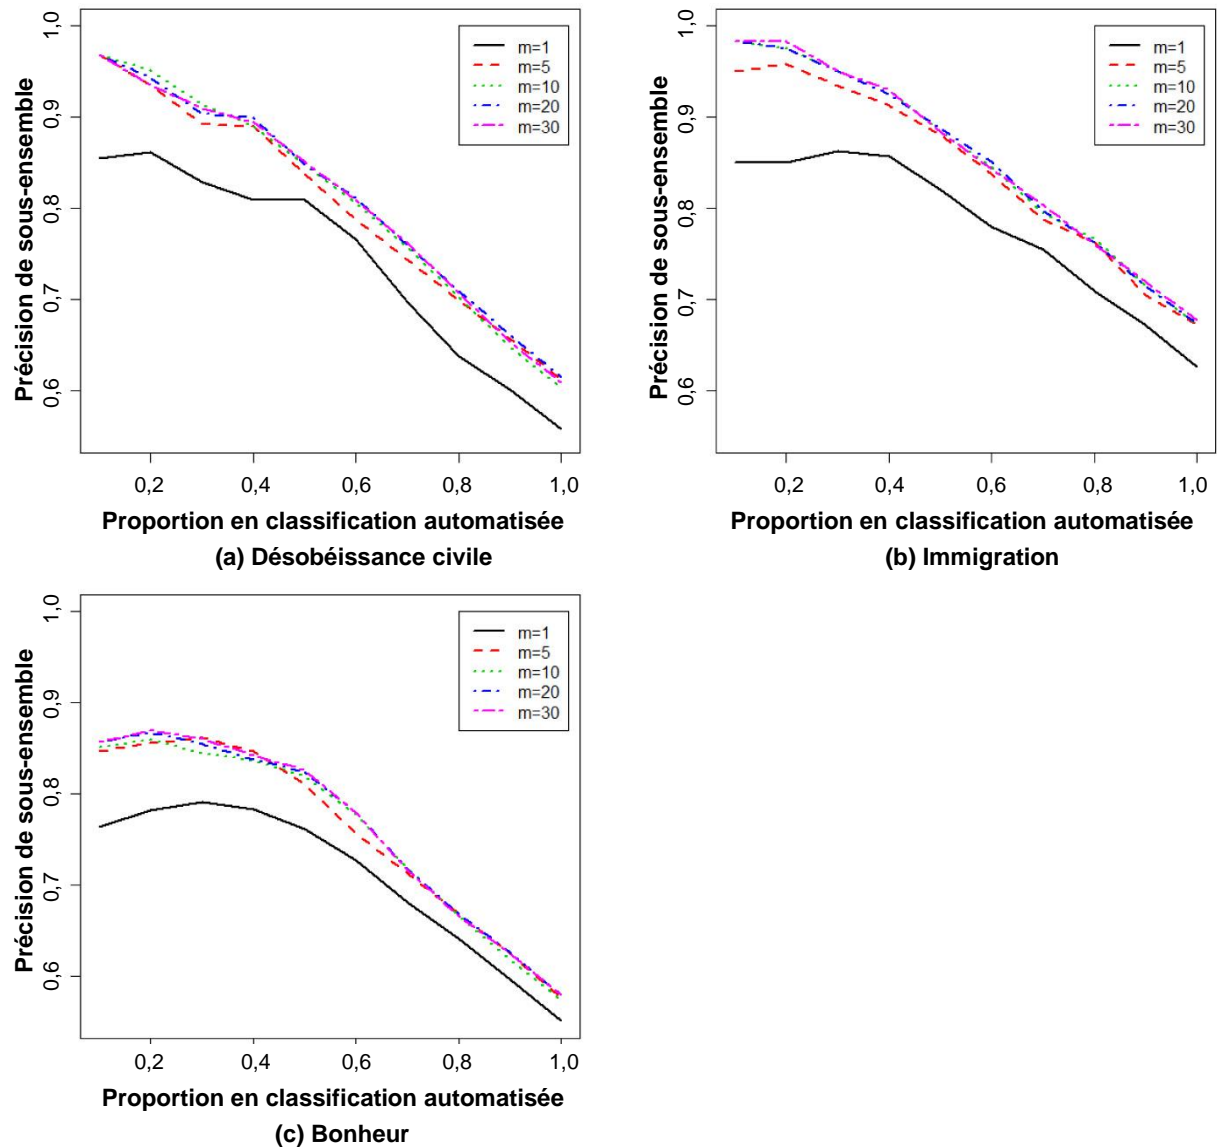 Précision de sous-ensemble
1,0
0,9
0,8
0,7
0,6
m=1
m=5
m=10
m=20
m=30
0,2 0,4 0,6 0,8 1,0
Proportion en classification automatisée
(a) Désobéissance civile
Précision de sous-ensemble
1,0
0,9
0,8
0,7
0,6
m=1
m=5
m=10
m=20
m=30
0,2 0,4 0,6 0,8 1,0
Proportion en classification automatisée
(b) Immigration
Précision de sous-ensemble
1,0
0,9
0,8
0,7
0,6
m=1
m=5
m=10
m=20
m=30
0,2 0,4 0,6 0,8 1,0
Proportion en classification automatisée
(c) Bonheur